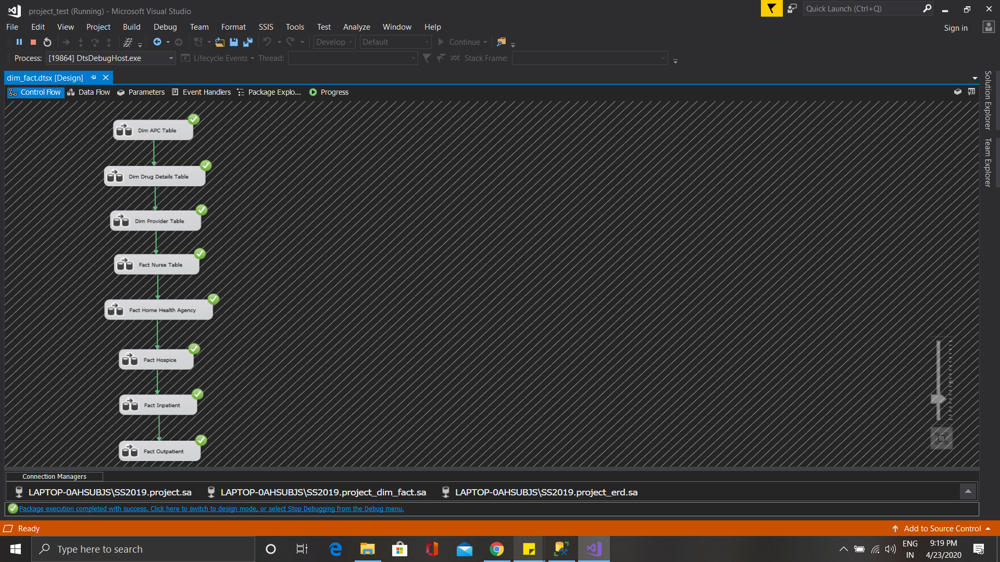 project_test (Running) - Microsoft Visual Studio
Quick Launch (Ctrl+Q)
File Edit View Project Build Debug Team Format SSIS Tools Test Analyze Window Help
Sign in
Develop Default Continue
Process: [19864] DtsDebugHost.exe Lifecycle Events Thread: Stack Frame:
dim_fact.dtsx [Design]
Control Flow Data Flow Parameters Event Handlers Package Explo... Progress
Solution Explorer
Team Explorer
Dim APC Table
Dim Drug Details Table
Dim Provider Table
Fact Nurse Table
Fact Home Health Agency
Fact Hospice
Fact Inpatient
Fact Outpatient
Connection Managers
LAPTOP-0AHSUBJS\SS2019.project.sa LAPTOP-0AHSUBJS\SS2019.project_dim_fact.sa LAPTOP-0AHSUBJS\SS2019.project_erd.sa
Package execution completed with success. Click here to switch to design mode, or select Stop Debugging from the Debug menu.
Ready
Add to Source Control
Type here to search
ENG
IN
9:19 PM
4/23/2020